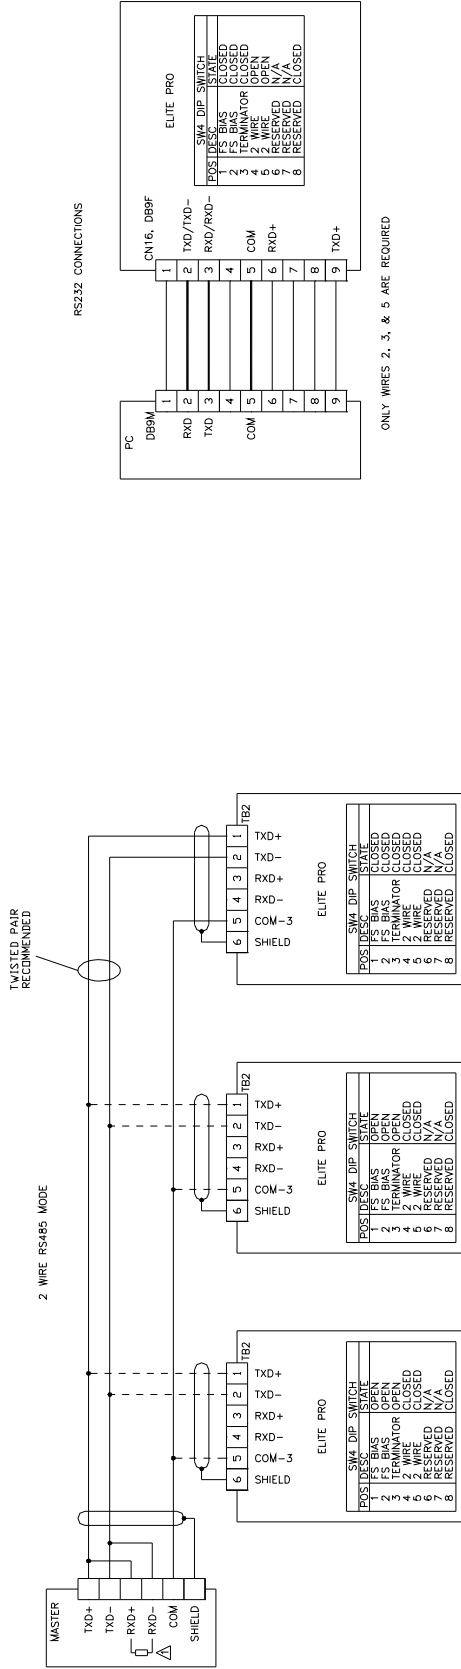 2 WIRE RS485 MODE
TWISTED PAIR
RECOMMENDED
MASTER
TXD+
TXD-
RXD+
RXD-
COM
SHIELD
1
TB2
1 TXD+
2 TXD-
3 RXD+
4 RXD-
5 COM-3
6 SHIELD
ELITE PRO
SW4 DIP SWITCH
POS DESC STATE
1 FS BIAS OPEN
2 FS BIAS OPEN
3 TERMINATOR OPEN
4 2 WIRE CLOSED
5 2 WIRE CLOSED
6 RESERVED N/A
7 RESERVED N/A
8 RESERVED CLOSED
TB2
1 TXD+
2 TXD-
3 RXD+
4 RXD-
5 COM-3
6 SHIELD
ELITE PRO
SW4 DIP SWITCH
POS DESC STATE
1 FS BIAS OPEN
2 FS BIAS OPEN
3 TERMINATOR OPEN
4 2 WIRE CLOSED
5 2 WIRE CLOSED
6 RESERVED N/A
7 RESERVED N/A
8 RESERVED CLOSED
TB2
1 TXD+
2 TXD-
3 RXD+
4 RXD-
5 COM-3
6 SHIELD
ELITE PRO
SW4 DIP SWITCH
POS DESC STATE
1 FS BIAS CLOSED
2 FS BIAS CLOSED
3 TERMINATOR CLOSED
4 2 WIRE CLOSED
5 2 WIRE CLOSED
6 RESERVED N/A
7 RESERVED N/A
8 RESERVED CLOSED
RS232 CONNECTIONS
PC
DB9M
1
RXD 2
TXD 3
4
COM 5
6
7
8
9
CN16, DB9F
1
2 TXD/TXD-
3 RXD/RXD-
4
5 COM
6 RXD+
7
8
9 TXD+
ELITE PRO
SW4 DIP SWITCH
POS DESC STATE
1 FS BIAS CLOSED
2 FS BIAS CLOSED
3 TERMINATOR CLOSED
4 2 WIRE OPEN
5 2 WIRE OPEN
6 RESERVED N/A
7 RESERVED N/A
8 RESERVED CLOSED
ONLY WIRES 2, 3, & 5 ARE REQUIRED